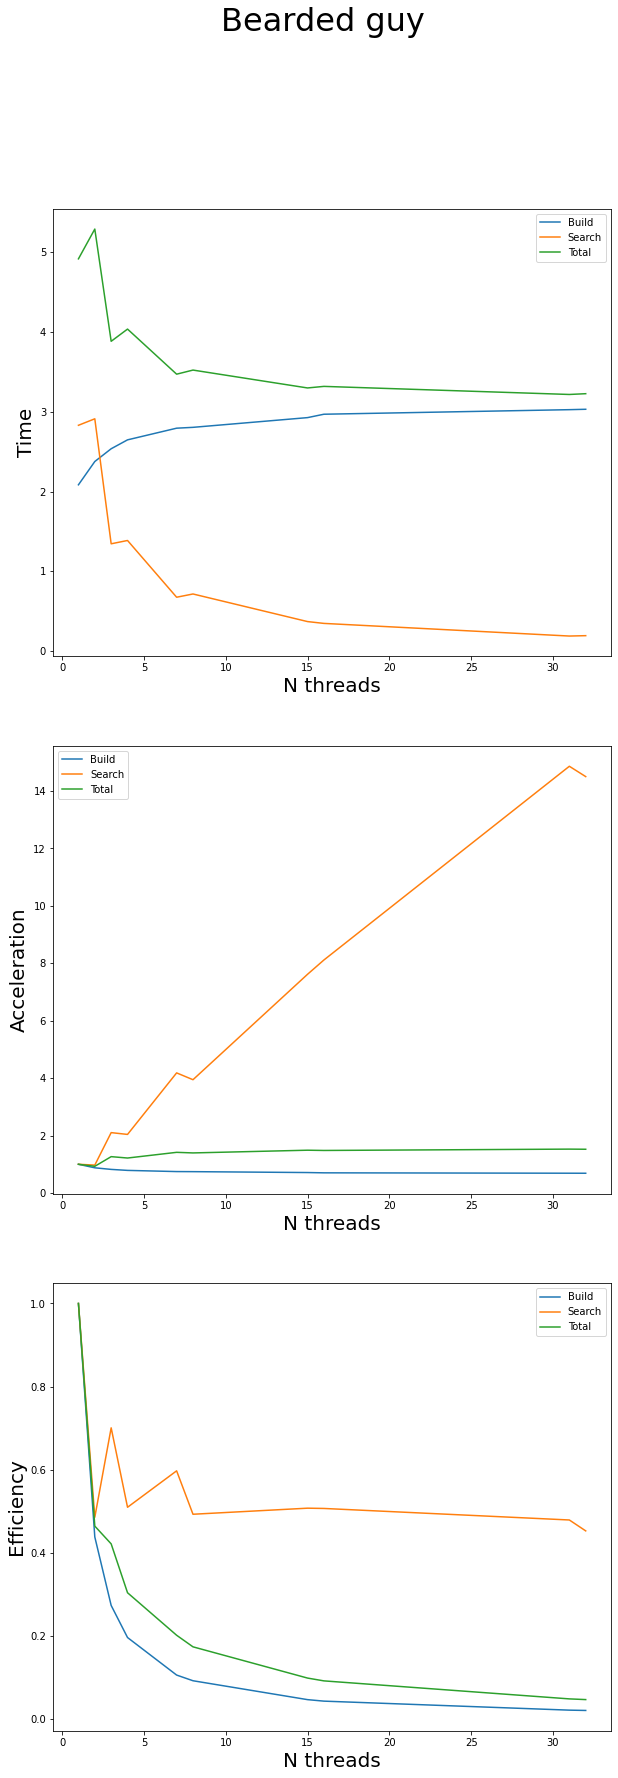 Bearded guy
Build
Search
Total
5
4
3
2
1
0
Time
0 5 10 15 20 25 30
N threads
Build
Search
Total
14
12
10
8
6
4
2
0
Acceleration
0 5 10 15 20 25 30
N threads
Build
Search
Total
1.0
0.8
0.6
0.4
0.2
0.0
Efficiency
0 5 10 15 20 25 30
N threads